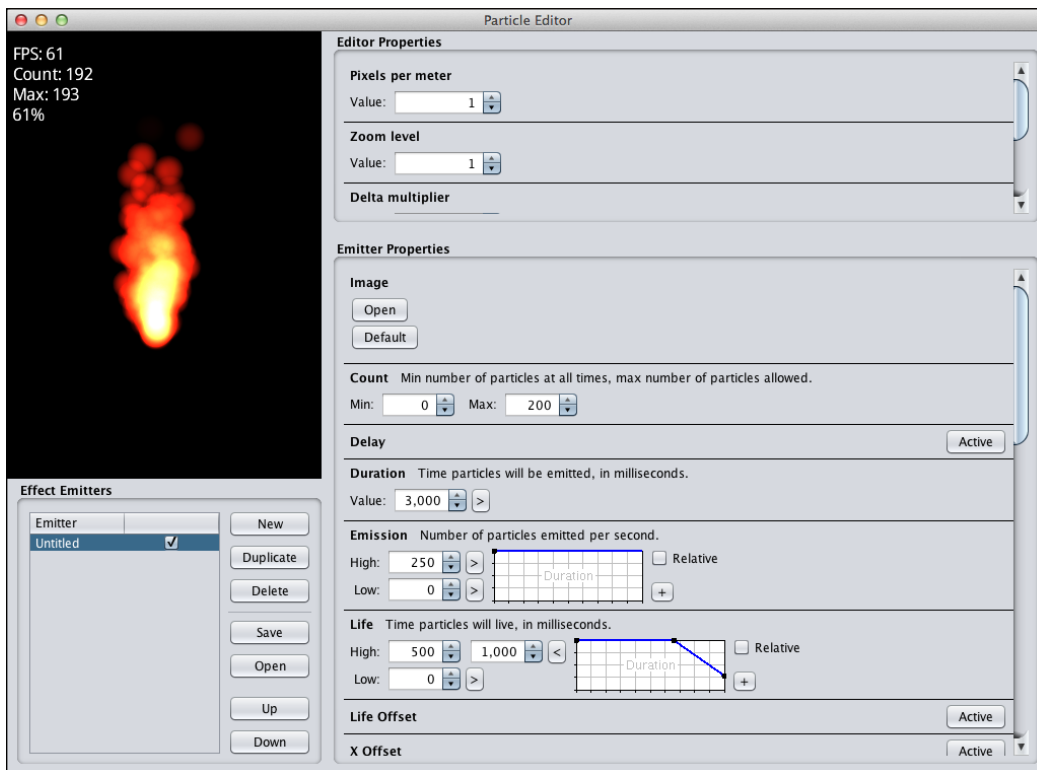 Particle Editor
FPS: 61
Count: 192
Max: 193
61%
Editor Properties
Pixels per meter
Value: 1
Zoom level
Value: 1
Delta multiplier
Emitter Properties
Image
Open
Default
Count Min number of particles at all times, max number of particles allowed.
Min: 0 Max: 200
Delay Active
Duration Time particles will be emitted, in milliseconds.
Value: 3,000 >
Emission Number of particles emitted per second.
High: 250 > Duration Relative
Low: 0 > +
Life Time particles will live, in milliseconds.
High: 500 1,000 < Duration Relative
Low: 0 > +
Life Offset Active
X Offset Active
Effect Emitters
Emitter
Untitled
New
Duplicate
Delete
Save
Open
Up
Down